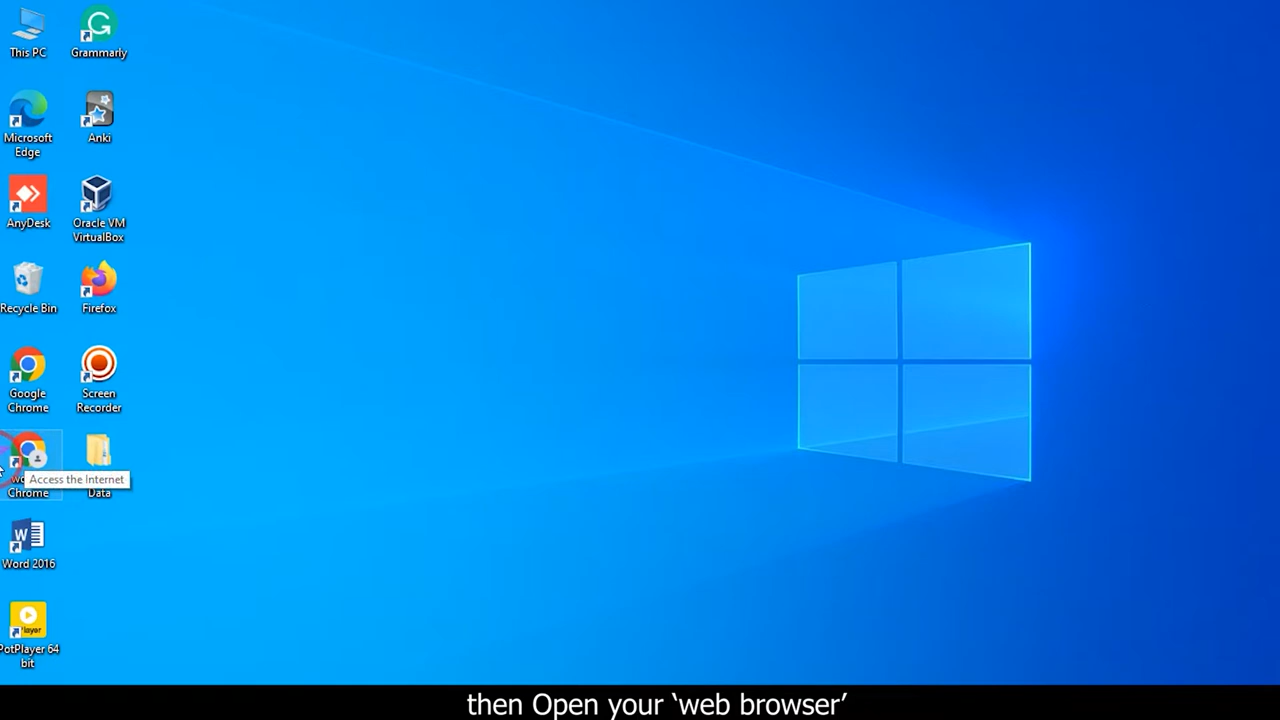 This PC
Grammarly
Microsoft
Edge
Anki
AnyDesk
Oracle VM
VirtualBox
Recycle Bin
Firefox
Google
Chrome
Screen
Recorder
Access the Internet
Chrome
Data
W
Word 2016
Player
PotPlayer 64
bit
then Open your ‘web browser’